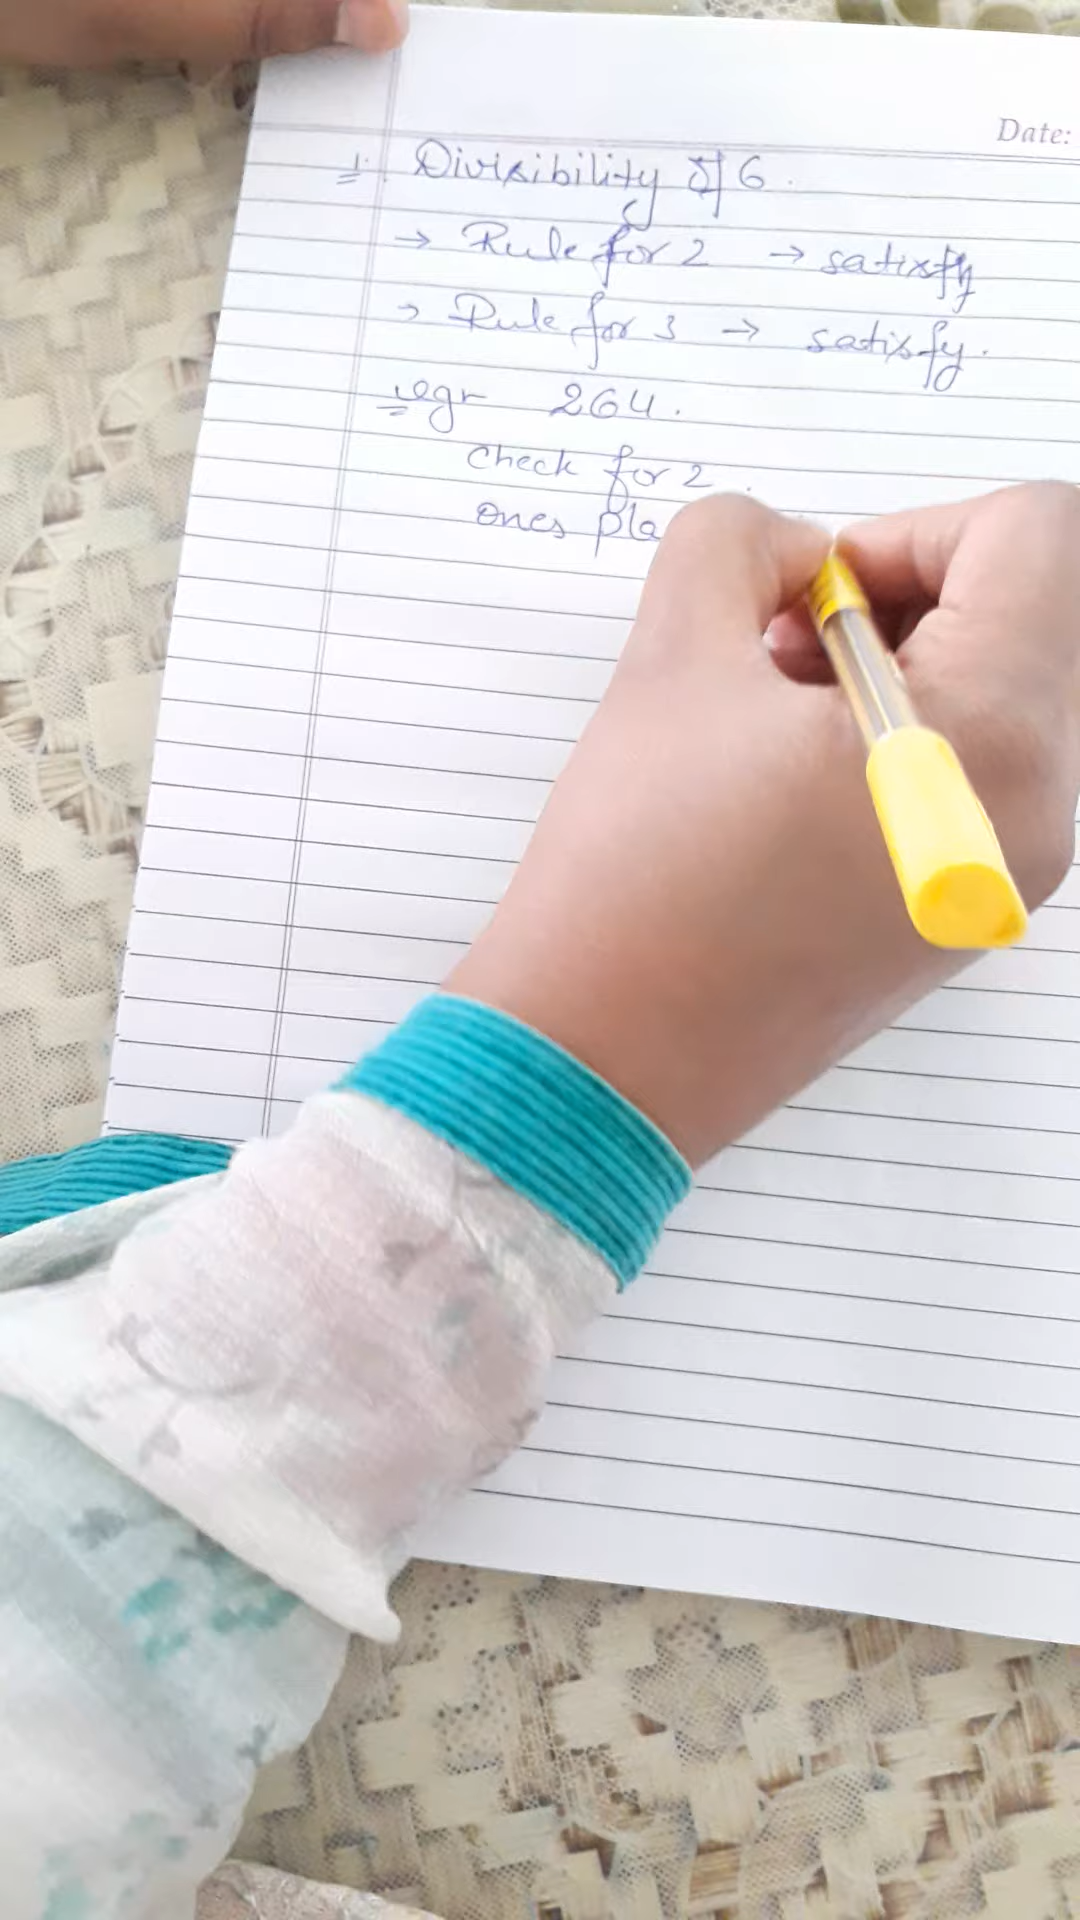 Date:
1. Divisibility of 6.
→ Rule for 2 → satisfy
→ Rule for 3 → satisfy.
eg:- 264.
Check for 2.
ones pla